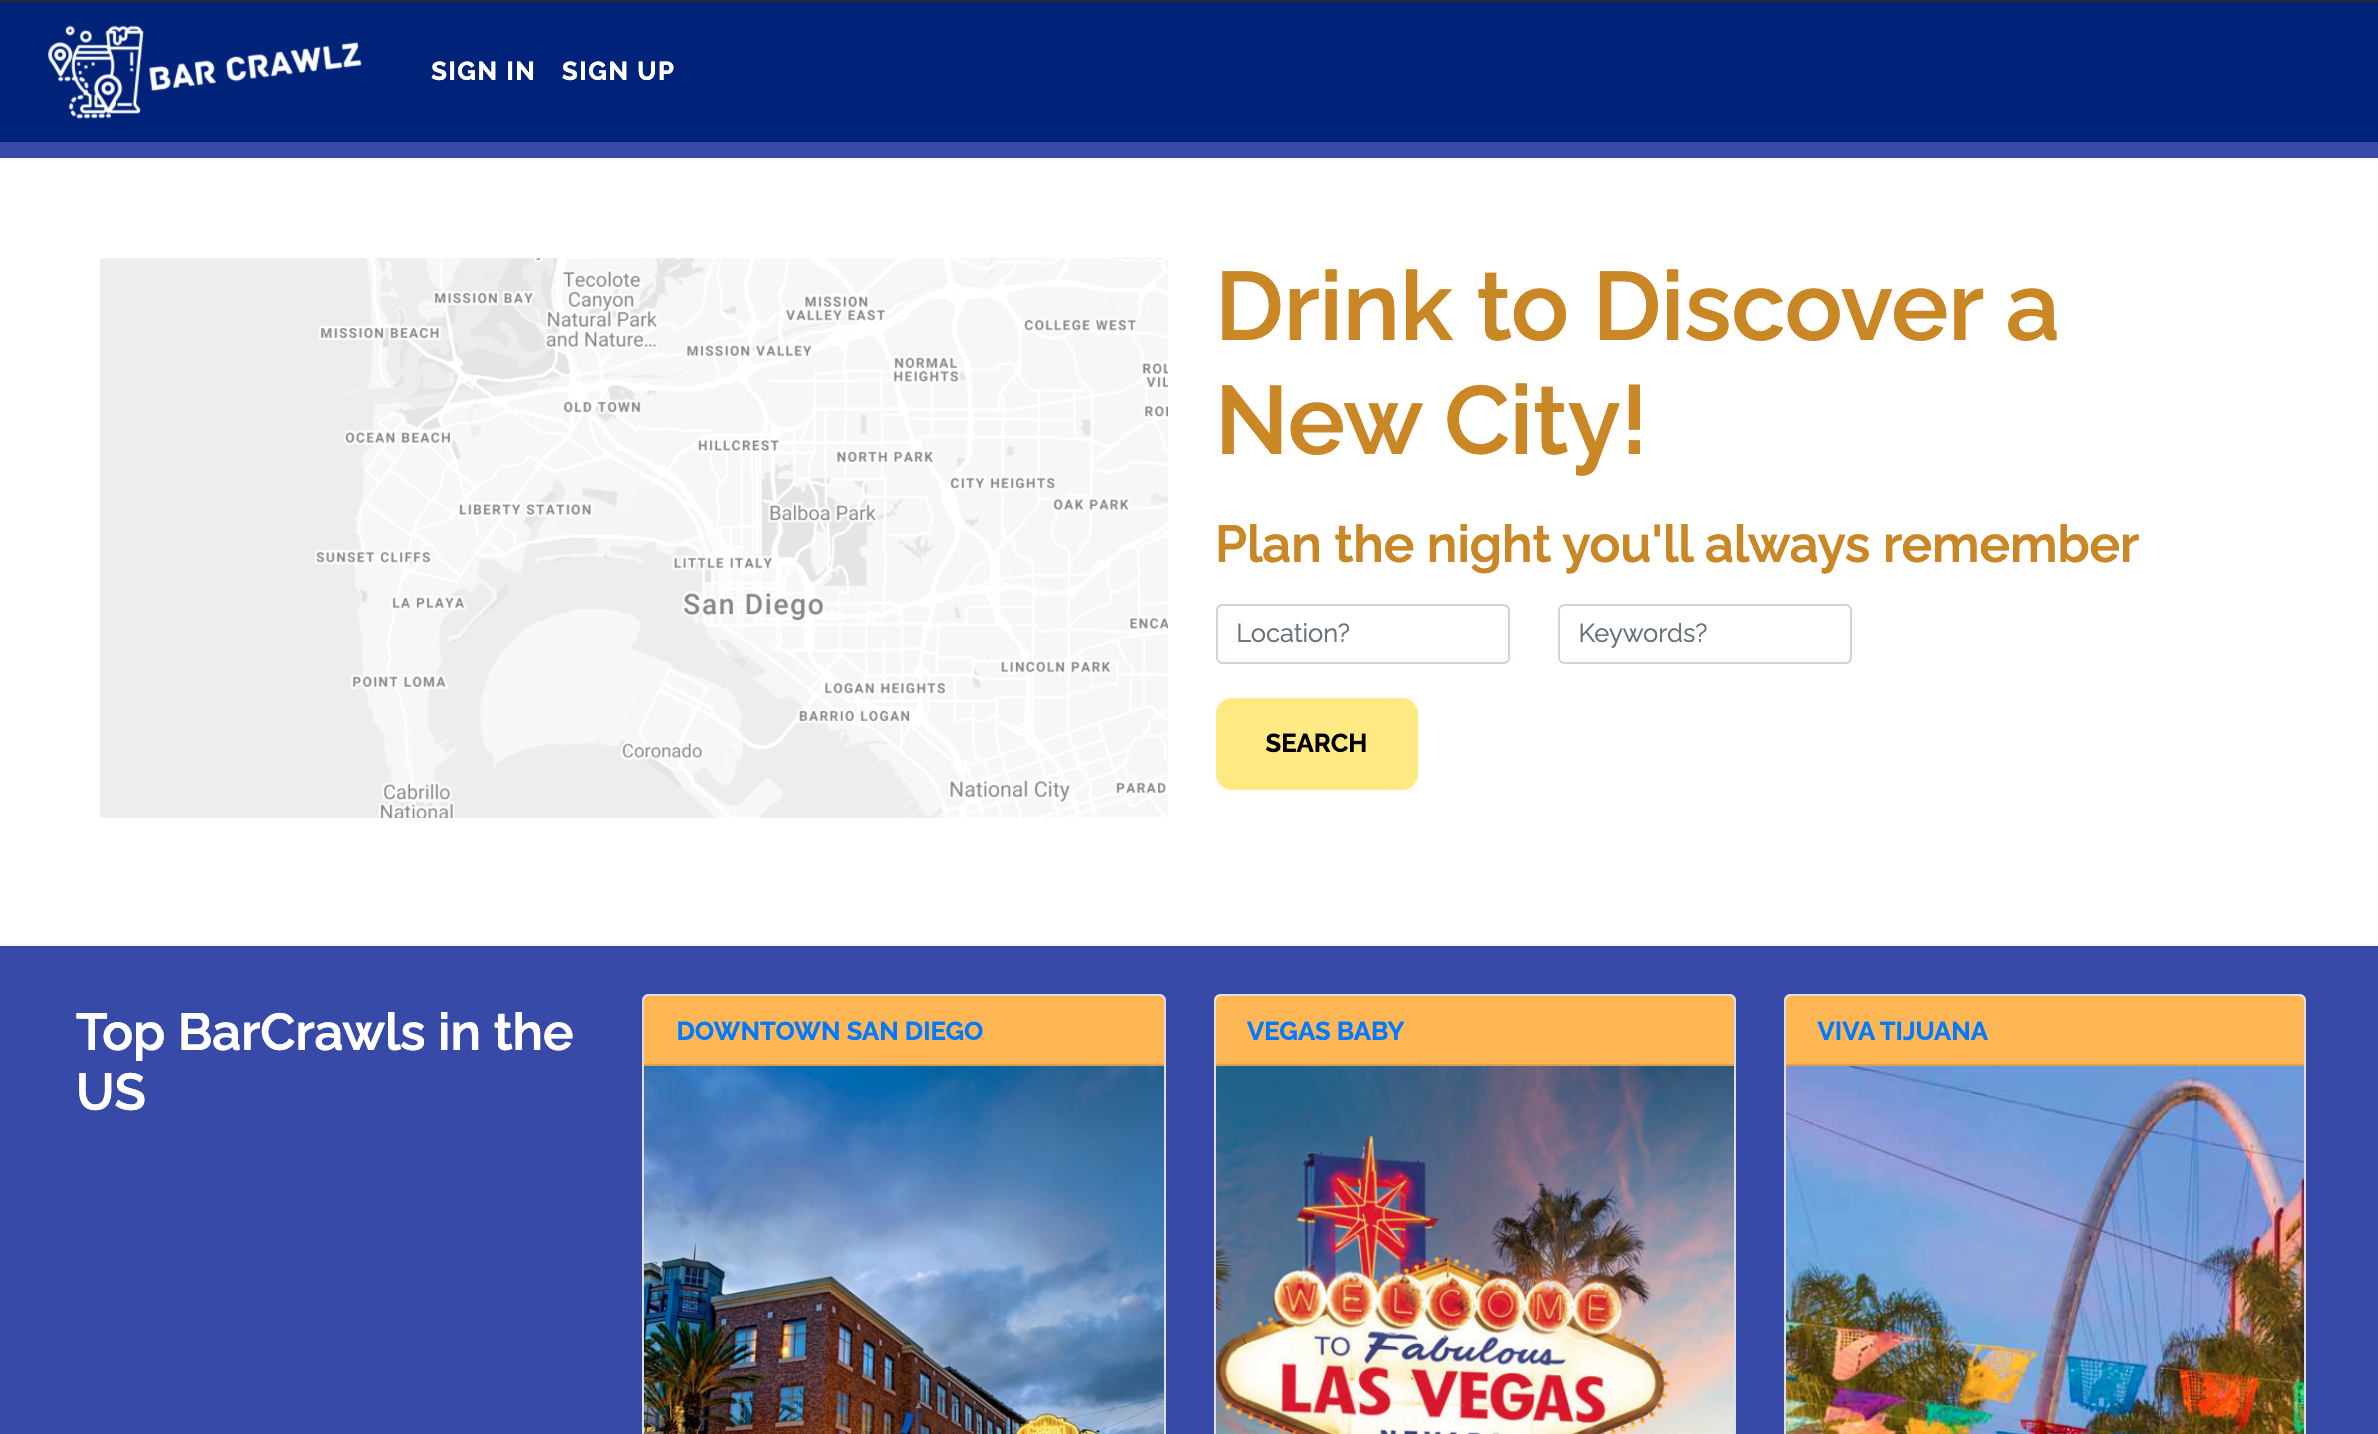 BAR CRAWLZ
SIGN IN SIGN UP
Tecolote
Canyon
Natural Park
and Nature...
MISSION BAY
MISSION
VALLEY EAST
COLLEGE WEST
MISSION BEACH
MISSION VALLEY
NORMAL
HEIGHTS
ROL
VIL
OLD TOWN
ROI
OCEAN BEACH
HILLCREST
NORTH PARK
CITY HEIGHTS
OAK PARK
LIBERTY STATION
Balboa Park
SUNSET CLIFFS
LITTLE ITALY
LA PLAYA
San Diego
ENCA
LINCOLN PARK
POINT LOMA
LOGAN HEIGHTS
BARRIO LOGAN
Coronado
Cabrillo
National
National City
PARAD
Drink to Discover a
New City!
Plan the night you'll always remember
Location?
Keywords?
SEARCH
Top BarCrawls in the
US
DOWNTOWN SAN DIEGO
VEGAS BABY
WELCOME
TO Fabulous
LAS VEGAS
VIVA TIJUANA